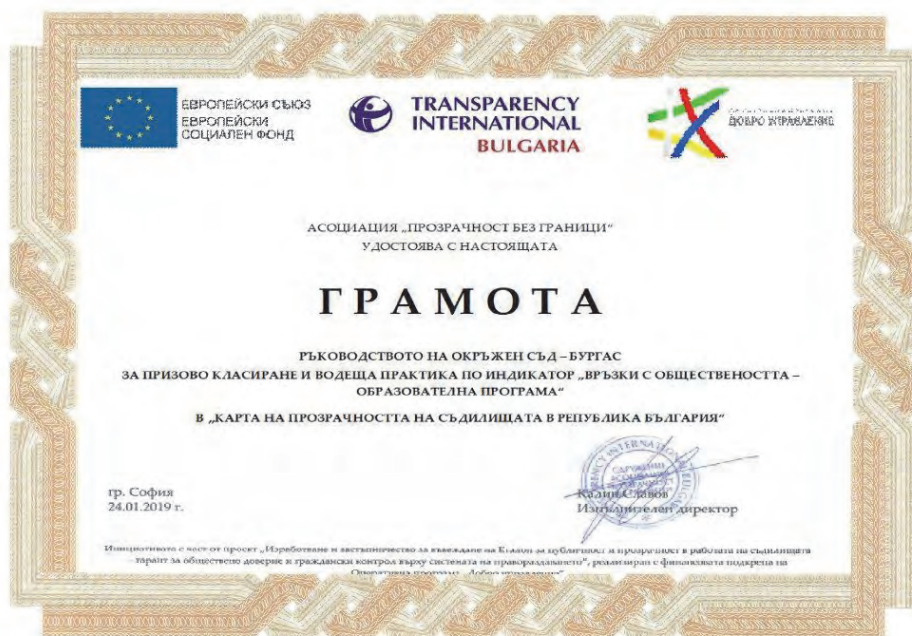 ЕВРОПЕЙСКИ СЪЮЗ
ЕВРОПЕЙСКИ
СОЦИАЛЕН ФОНД
TRANSPARENCY
INTERNATIONAL
BULGARIA
ДОБРО УПРАВЛЕНИЕ
АСОЦИАЦИЯ „ПРОЗРАЧНОСТ БЕЗ ГРАНИЦИ“
УДОСТОЯВА С НАСТОЯЩАТА
ГРАМОТА
РЪКОВОДСТВОТО НА ОКРЪЖЕН СЪД – БУРГАС
ЗА ПРИЗОВО КЛАСИРАНЕ И ВОДЕЩА ПРАКТИКА ПО ИНДИКАТОР „ВРЪЗКИ С ОБЩЕСТВЕНОСТТА –
ОБРАЗОВАТЕЛНА ПРОГРАМА“
В „КАРТА НА ПРОЗРАЧНОСТТА НА СЪДИЛИЩАТА В РЕПУБЛИКА БЪЛГАРИЯ“
гр. София
24.01.2019 г.
Калин Славов
Изпълнителен директор
Инициативата е част от проект „Изработване и застъпничество за въвеждане на Еталон за публичност и прозрачност в работата на съдилищата
– гарант за обществено доверие и граждански контрол върху системата на правораздаването“, реализиран с финансовата подкрепа на
Оперативна програма „Добро управление“